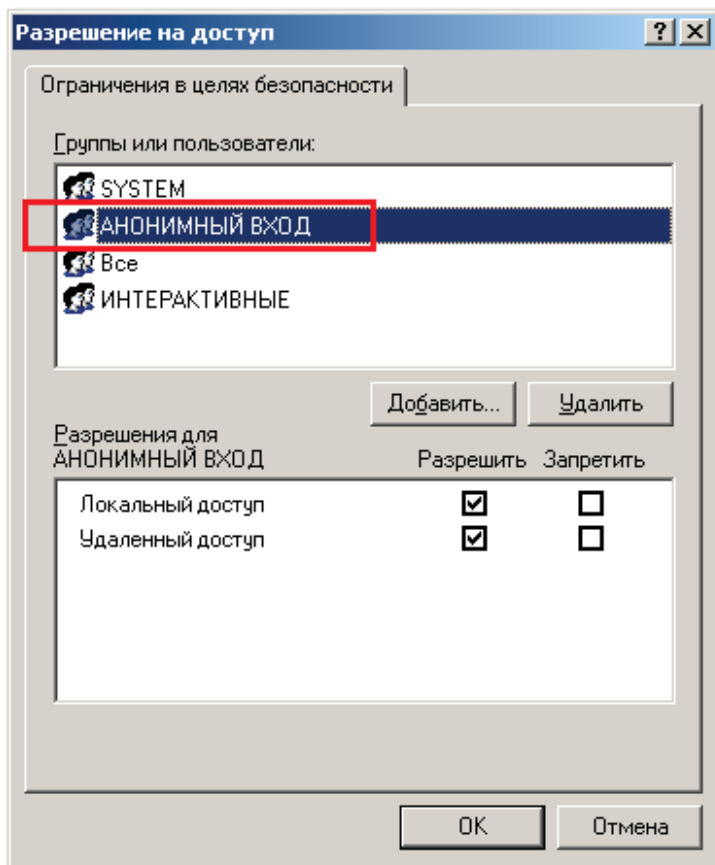 Разрешение на доступ
Ограничения в целях безопасности
Группы или пользователи:
SYSTEM
АНОНИМНЫЙ ВХОД
Все
ИНТЕРАКТИВНЫЕ
Добавить... Удалить
Разрешения для
АНОНИМНЫЙ ВХОД Разрешить Запретить
Локальный доступ
Удаленный доступ
OK Отмена